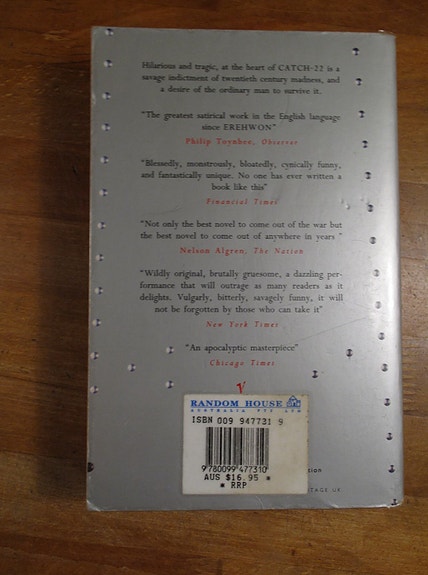 Hilarious and tragic, at the heart of CATCH-22 is a
savage indictment of twentieth century madness, and
a desire of the ordinary man to survive it.
"The greatest satirical work in the English language
since EREHWON"
Philip Toynbee, Observer
"Blessedly, monstrously, bloatedly, cynically funny,
and fantastically unique. No one has ever written a
book like this"
Financial Times
"Not only the best novel to come out of the war but
the best novel to come out of anywhere in years "
Nelson Algren, The Nation
"Wildly original, brutally gruesome, a dazzling per-
formance that will outrage as many readers as it
delights. Vulgarly, bitterly, savagely funny, it will
not be forgotten by those who can take it"
New York Times
"An apocalyptic masterpiece"
Chicago Times
V
RANDOM HOUSE
AUSTRALIA PTY LTD
ISBN 009 947731 9
9 780099 477310
AUS $16.95 *
* RRP
UK